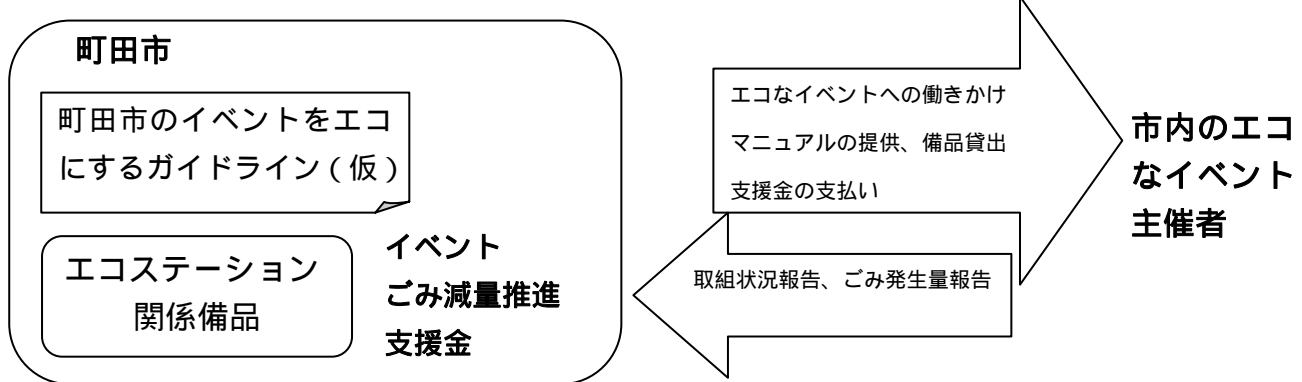 町田市
町田市のイベントをエコ
にするガイドライン(仮)
エコステーション
関係備品
イベント
ごみ減量推進
支援金
エコなイベントへの働きかけ
マニュアルの提供、備品貸出
支援金の支払い
取組状況報告、ごみ発生量報告
市内のエコ
なイベント
主催者